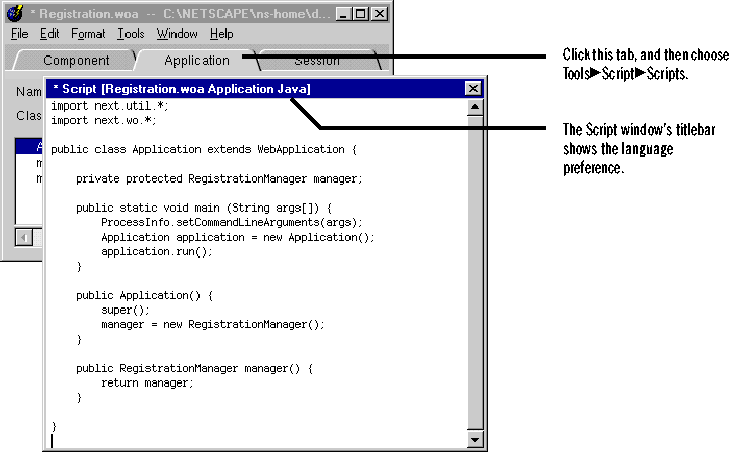 * Registration.woa -- C:\NETSCAPE\ns-home\d...
File Edit Format Tools Window Help
Component Application Session
Click this tab, and then choose
Tools▶Script▶Scripts.
Nam
Clas
* Script [Registration.woa Application Java]
import next.util.*;
import next.wo.*;
The Script window's titlebar
shows the language
preference.
public class Application extends WebApplication {
private protected RegistrationManager manager;
public static void main (String args[]) {
ProcessInfo.setCommandLineArguments(args);
Application application = new Application();
application.run();
}
public Application() {
super();
manager = new RegistrationManager();
}
public RegistrationManager manager() {
return manager;
}
}